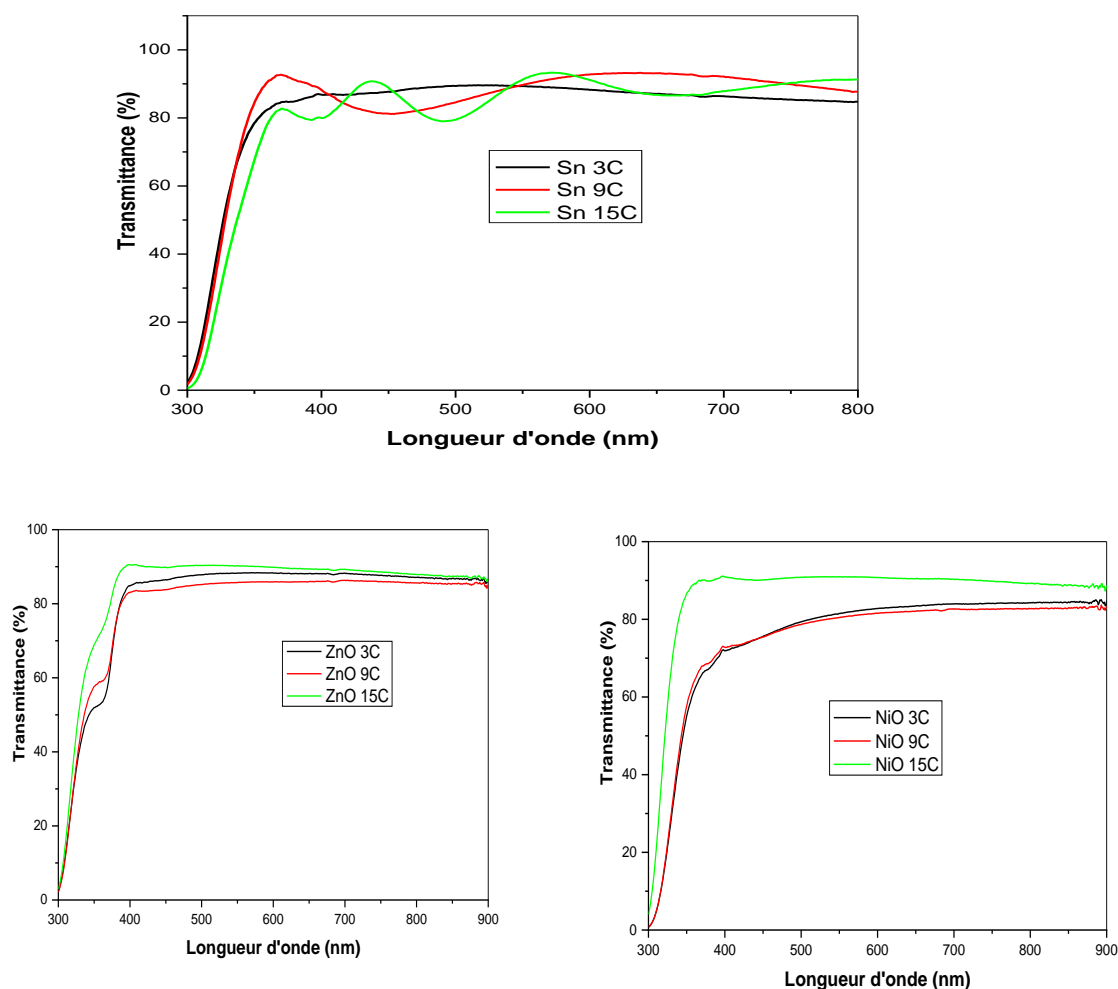 100
80
60
40
20
0
Transmittance (%)
Sn 3C
Sn 9C
Sn 15C
300 400 500 600 700 800
Longueur d'onde (nm)
100
80
60
40
20
0
Transmittance (%)
ZnO 3C
ZnO 9C
ZnO 15C
300 400 500 600 700 800 900
Longueur d'onde (nm)
100
80
60
40
20
0
Transmittance (%)
NiO 3C
NiO 9C
NiO 15C
300 400 500 600 700 800 900
Longueur d'onde (nm)